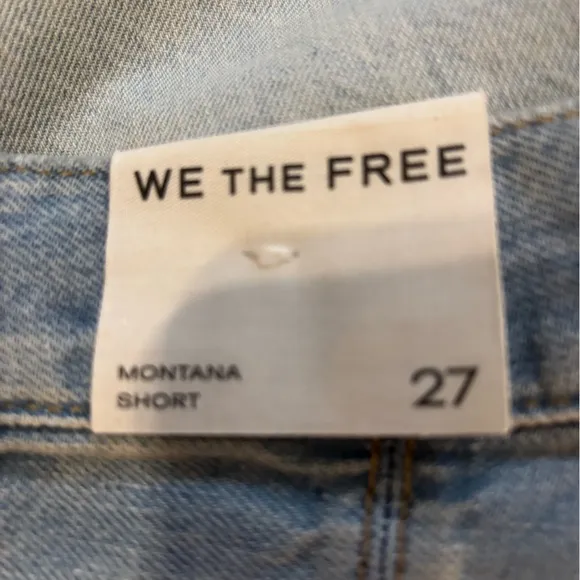 WE THE FREE
MONTANA
SHORT
27